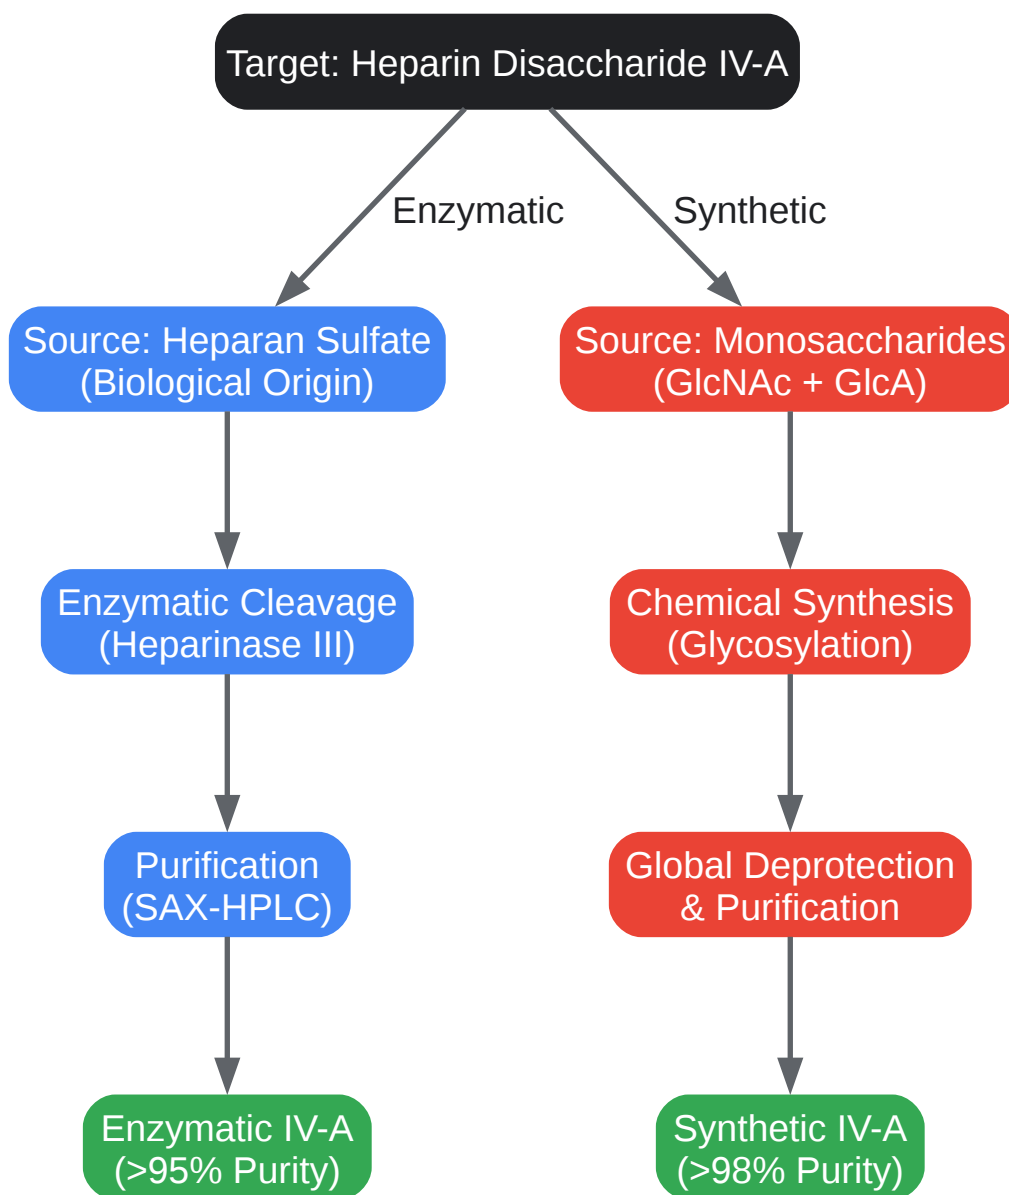 Target: Heparin Disaccharide IV-A
Enzymatic
Synthetic
Source: Heparan Sulfate
(Biological Origin)
Source: Monosaccharides
(GlcNAc + GlcA)
Enzymatic Cleavage
(Heparinase III)
Chemical Synthesis
(Glycosylation)
Purification
(SAX-HPLC)
Global Deprotection
& Purification
Enzymatic IV-A
(>95% Purity)
Synthetic IV-A
(>98% Purity)